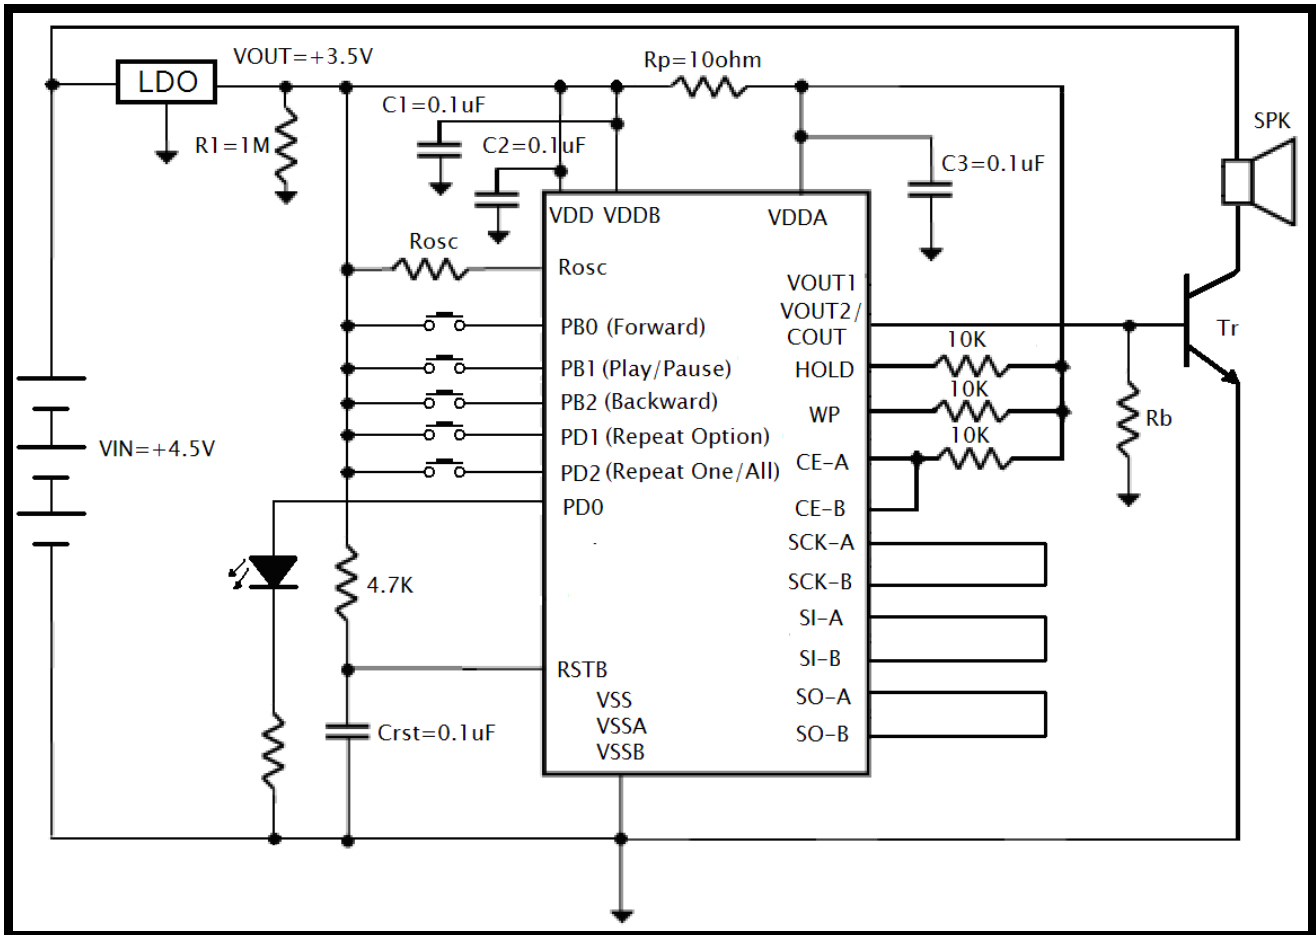 VOUT=+3.5V
LDO
Rp=10ohm
C1=0.1uF
R1=1M
C2=0.1uF
C3=0.1uF
SPK
VDD VDDB
VDDA
Rosc
Rosc
VOUT1
VOUT2/
COUT
PB0 (Forward)
10K
Tr
PB1 (Play/Pause)
HOLD
10K
PB2 (Backward)
WP
Rb
PD1 (Repeat Option)
10K
VIN=+4.5V
PD2 (Repeat One/All)
CE-A
PD0
CE-B
SCK-A
4.7K
SCK-B
SI-A
SI-B
RSTB
SO-A
VSS
VSSA
Crst=0.1uF
SO-B
VSSB